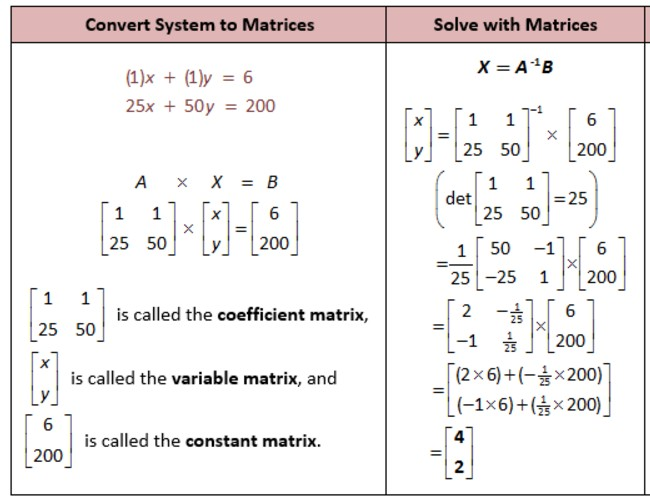 Convert System to Matrices
(1)x + (1)y = 6
25x + 50y = 200
A × X = B
[1 1; 25 50] × [x; y] = [6; 200]
[1 1; 25 50] is called the coefficient matrix,
[x; y] is called the variable matrix, and
[6; 200] is called the constant matrix.
Solve with Matrices
X = A⁻¹B
[x; y] = [1 1; 25 50]⁻¹ × [6; 200]
(det [1 1; 25 50] = 25)
= 1/25 [50 −1; −25 1] × [6; 200]
= [2 −1/25; −1 1/25] × [6; 200]
= [(2×6)+(−1/25×200); (−1×6)+(1/25×200)]
= [4; 2]